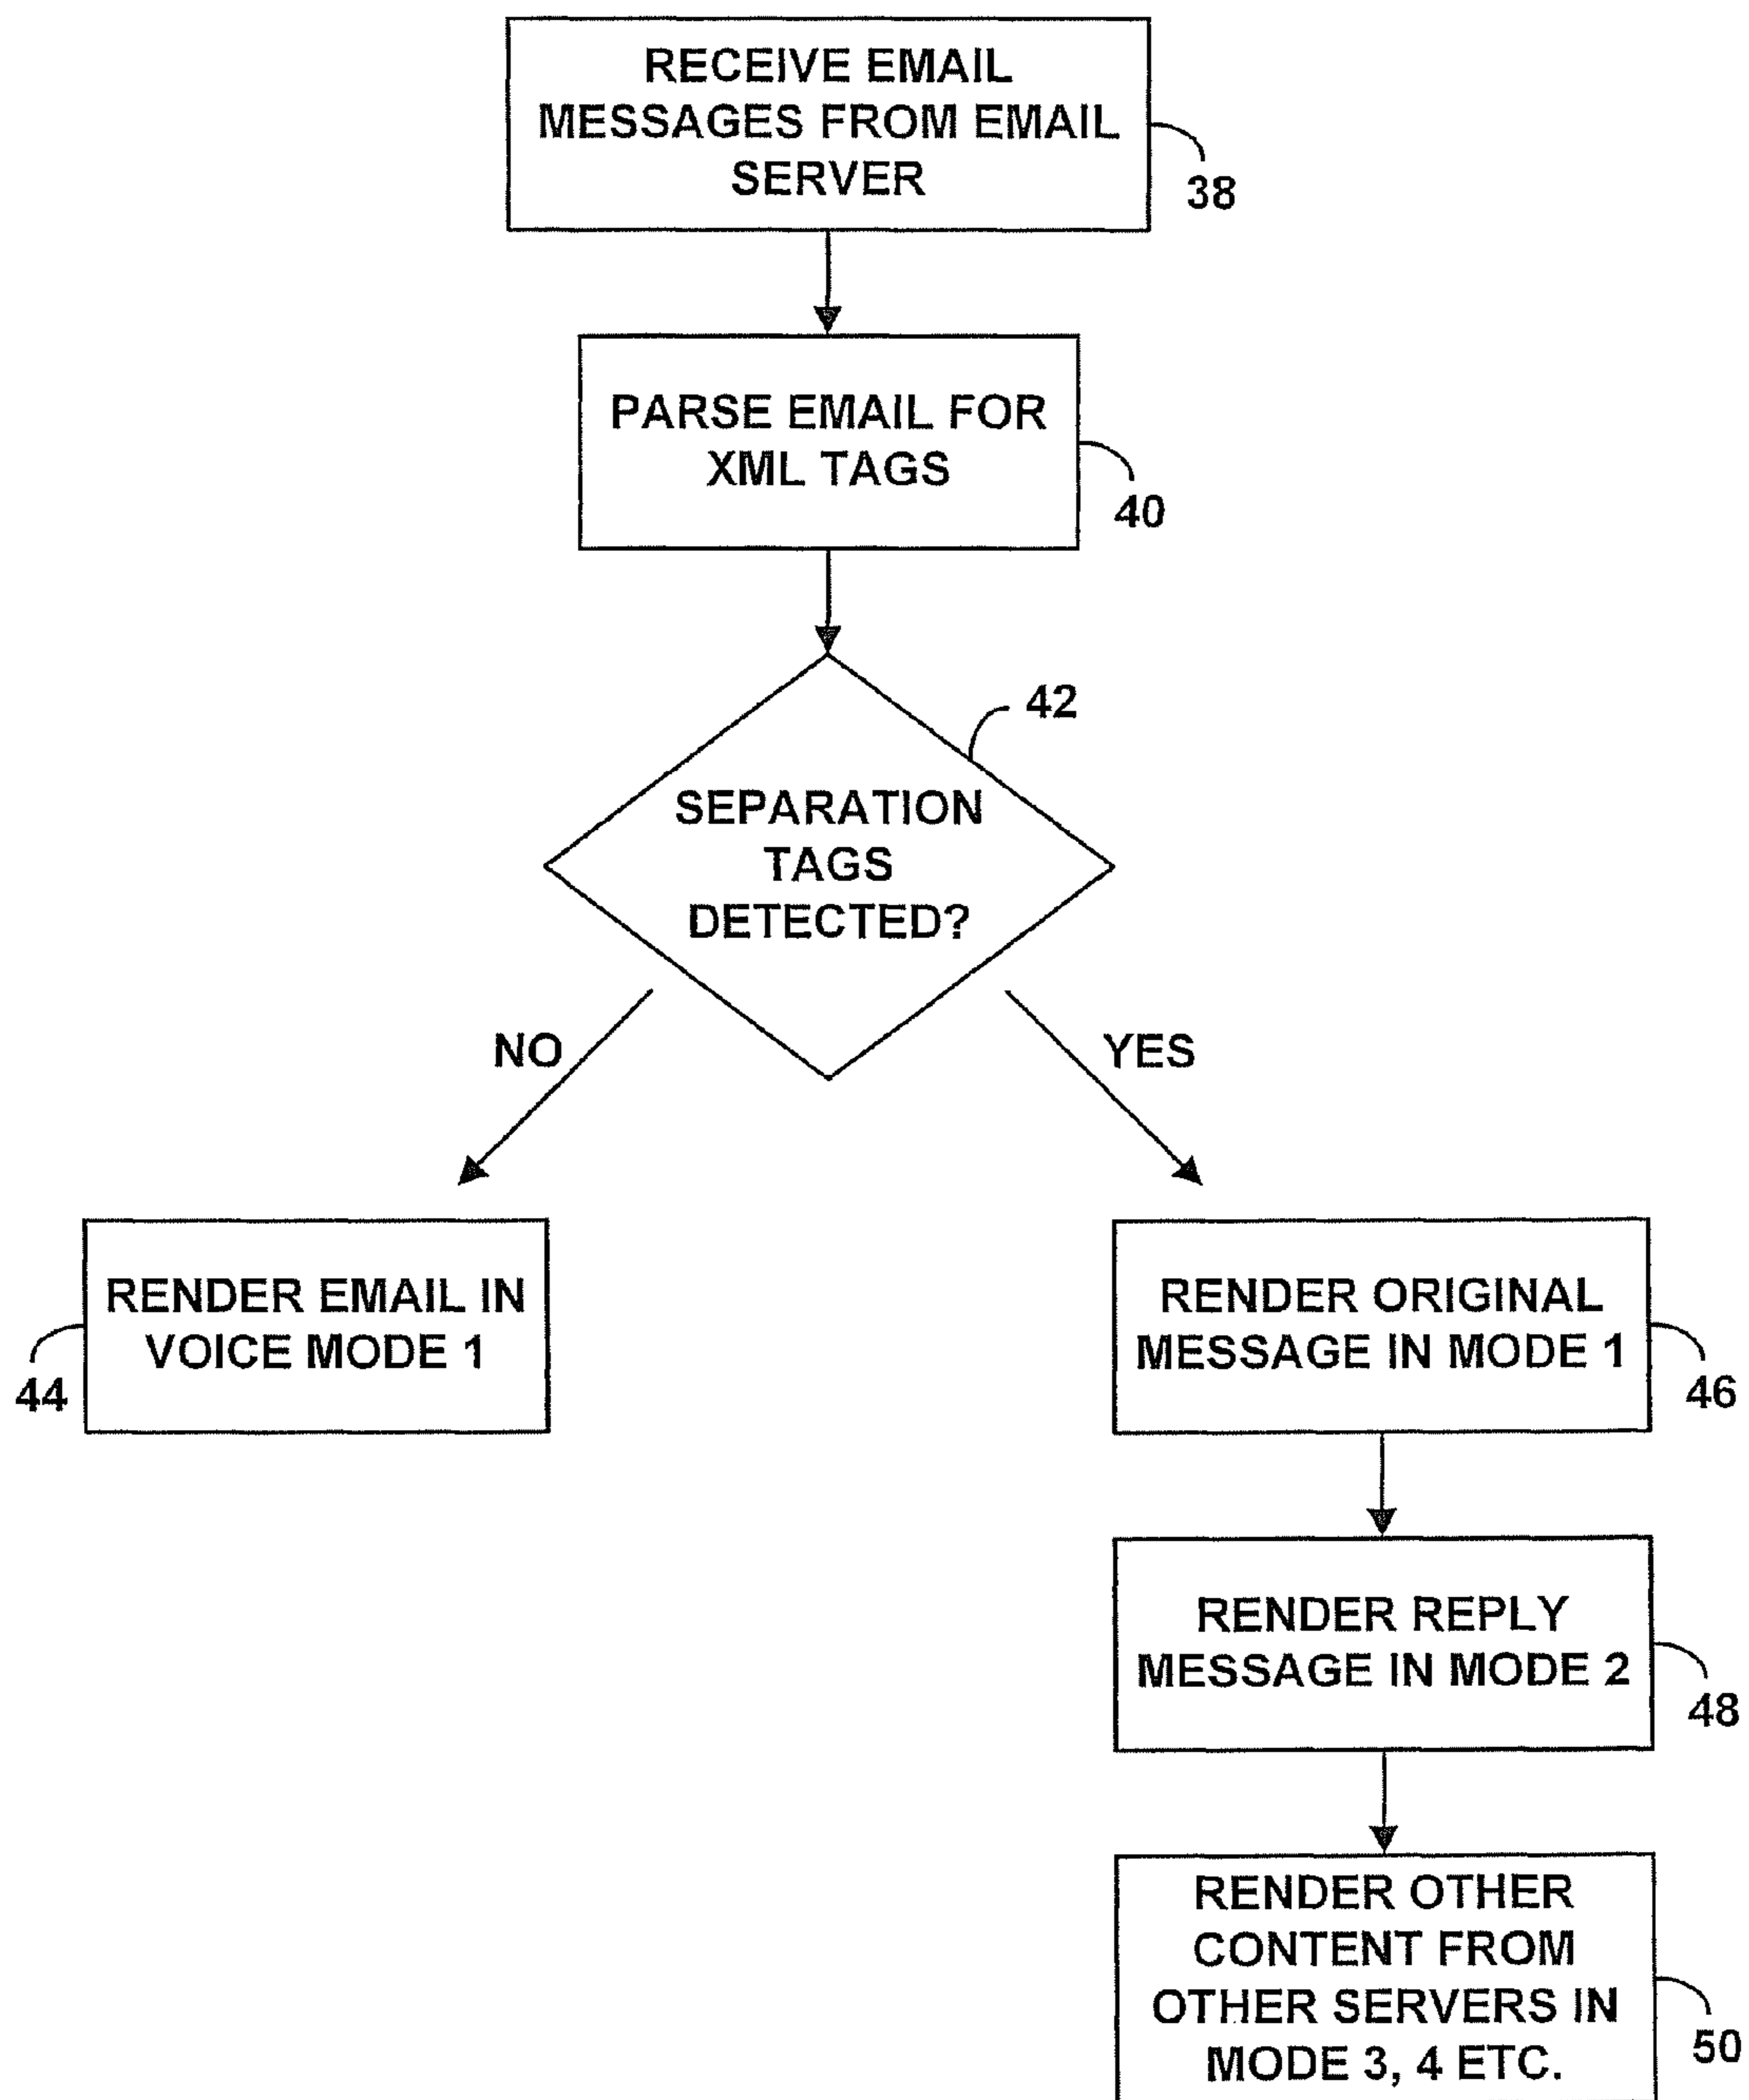 RECEIVE EMAIL
MESSAGES FROM EMAIL
SERVER
38
PARSE EMAIL FOR
XML TAGS
40
42
SEPARATION
TAGS
DETECTED?
NO
YES
RENDER EMAIL IN
VOICE MODE 1
44
RENDER ORIGINAL
MESSAGE IN MODE 1
46
RENDER REPLY
MESSAGE IN MODE 2
48
RENDER OTHER
CONTENT FROM
OTHER SERVERS IN
MODE 3, 4 ETC.
50